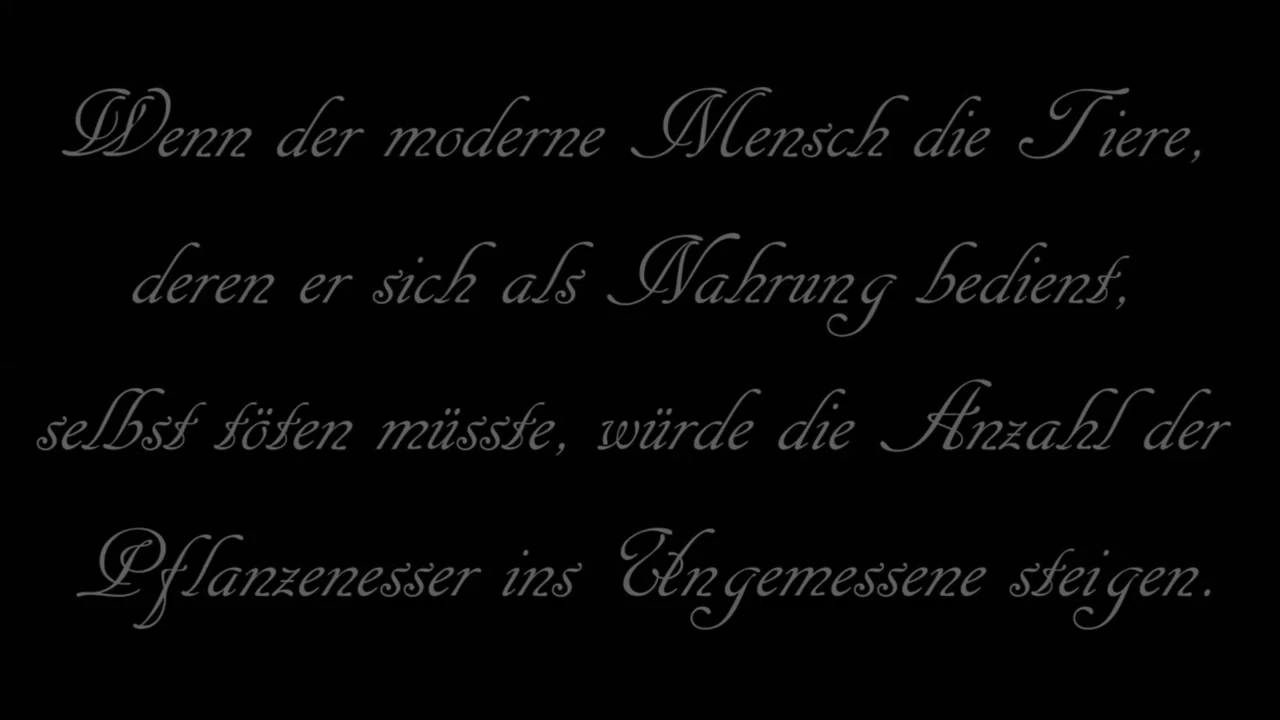 Wenn der moderne Mensch die Tiere,
deren er sich als Nahrung bedient,
selbst töten müsste, würde die Anzahl der
Pflanzenesser ins Ungemessene steigen.